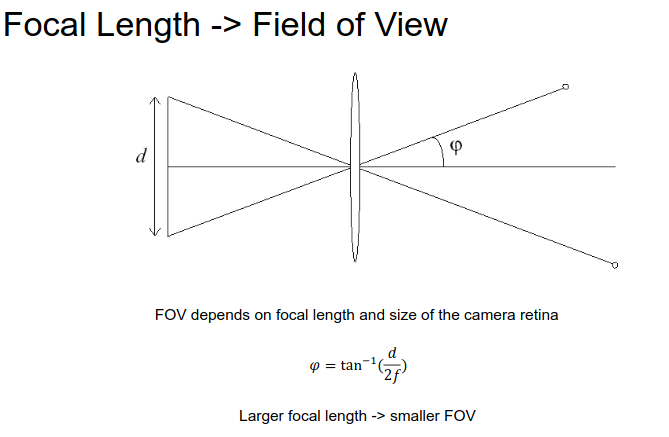 Focal Length -> Field of View
d
φ
FOV depends on focal length and size of the camera retina
φ = tan⁻¹(d/2f)
Larger focal length -> smaller FOV